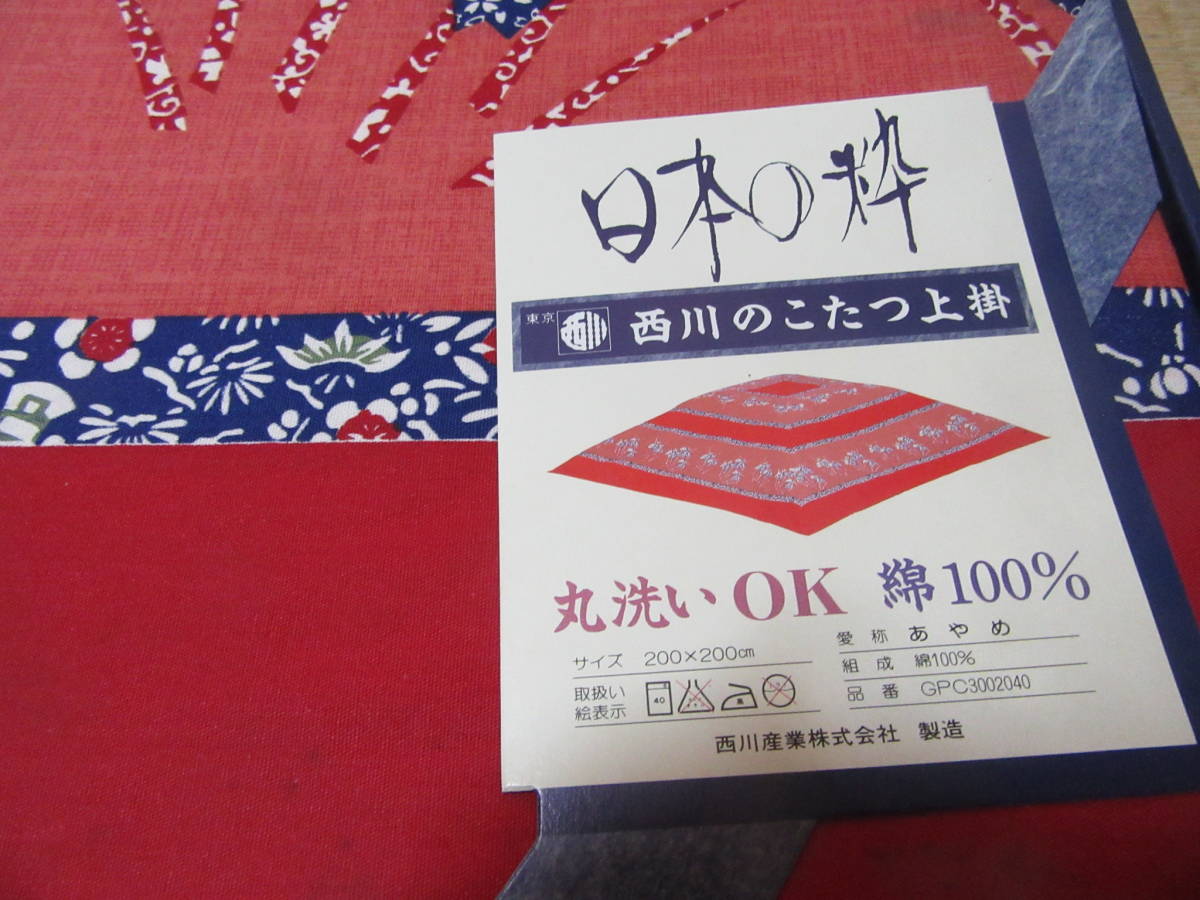 日本の粋
東京 西川 西川のこたつ上掛
丸洗いOK 綿100%
サイズ 200×200cm
取扱い
絵表示
40
愛称 あやめ
組成 綿100%
品番 GPC3002040
西川産業株式会社 製造